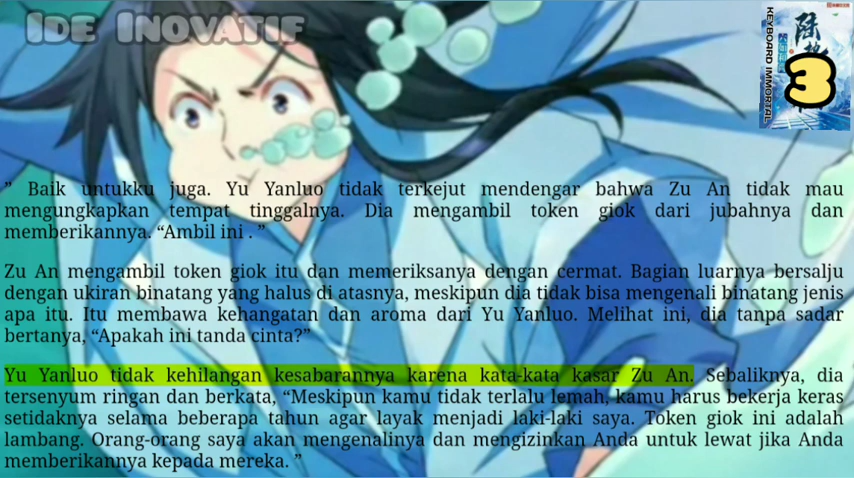 IDE INOVATIF
KEYBOARD IMMORTAL
3
” Baik untukku juga. Yu Yanluo tidak terkejut mendengar bahwa Zu An tidak mau
mengungkapkan tempat tinggalnya. Dia mengambil token giok dari jubahnya dan
memberikannya. “Ambil ini . ”
Zu An mengambil token giok itu dan memeriksanya dengan cermat. Bagian luarnya bersalju
dengan ukiran binatang yang halus di atasnya, meskipun dia tidak bisa mengenali binatang jenis
apa itu. Itu membawa kehangatan dan aroma dari Yu Yanluo. Melihat ini, dia tanpa sadar
bertanya, “Apakah ini tanda cinta?”
Yu Yanluo tidak kehilangan kesabarannya karena kata-kata kasar Zu An. Sebaliknya, dia
tersenyum ringan dan berkata, “Meskipun kamu tidak terlalu lemah, kamu harus bekerja keras
setidaknya selama beberapa tahun agar layak menjadi laki-laki saya. Token giok ini adalah
lambang. Orang-orang saya akan mengenalinya dan mengizinkan Anda untuk lewat jika Anda
memberikannya kepada mereka. ”